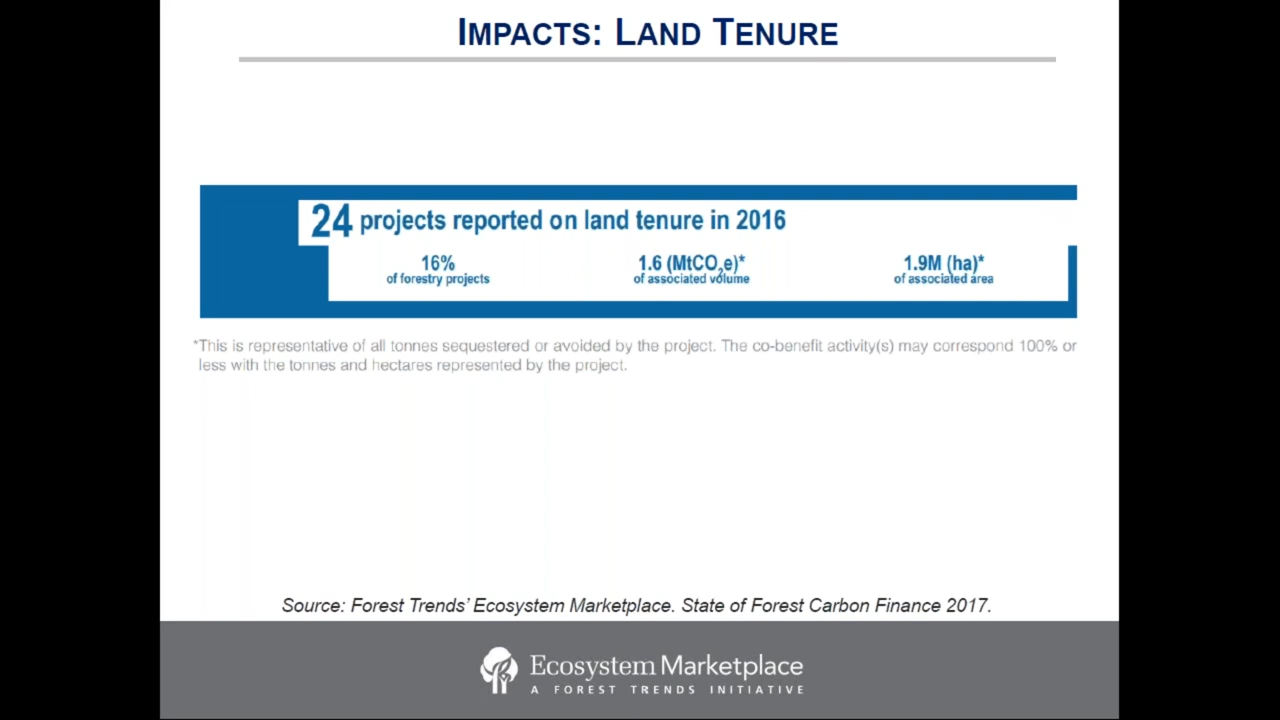 IMPACTS: LAND TENURE
24 projects reported on land tenure in 2016
16% 1.6 (MtCO₂e)* 1.9M (ha)*
of forestry projects of associated volume of associated area
*This is representative of all tonnes sequestered or avoided by the project. The co-benefit activity(s) may correspond 100% or
less with the tonnes and hectares represented by the project.
Source: Forest Trends’ Ecosystem Marketplace. State of Forest Carbon Finance 2017.
Ecosystem Marketplace
A FOREST TRENDS INITIATIVE